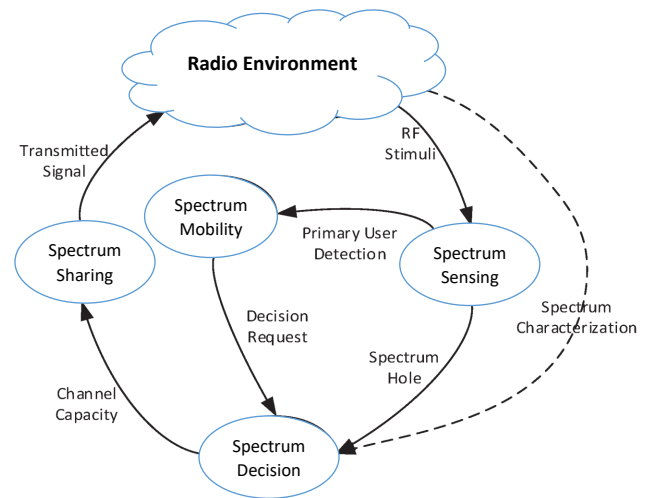 Radio Environment
RF
Stimuli
Transmitted
Signal
Spectrum
Mobility
Primary User
Detection
Spectrum
Sensing
Spectrum
Sharing
Decision
Request
Spectrum
Characterization
Spectrum
Hole
Channel
Capacity
Spectrum
Decision